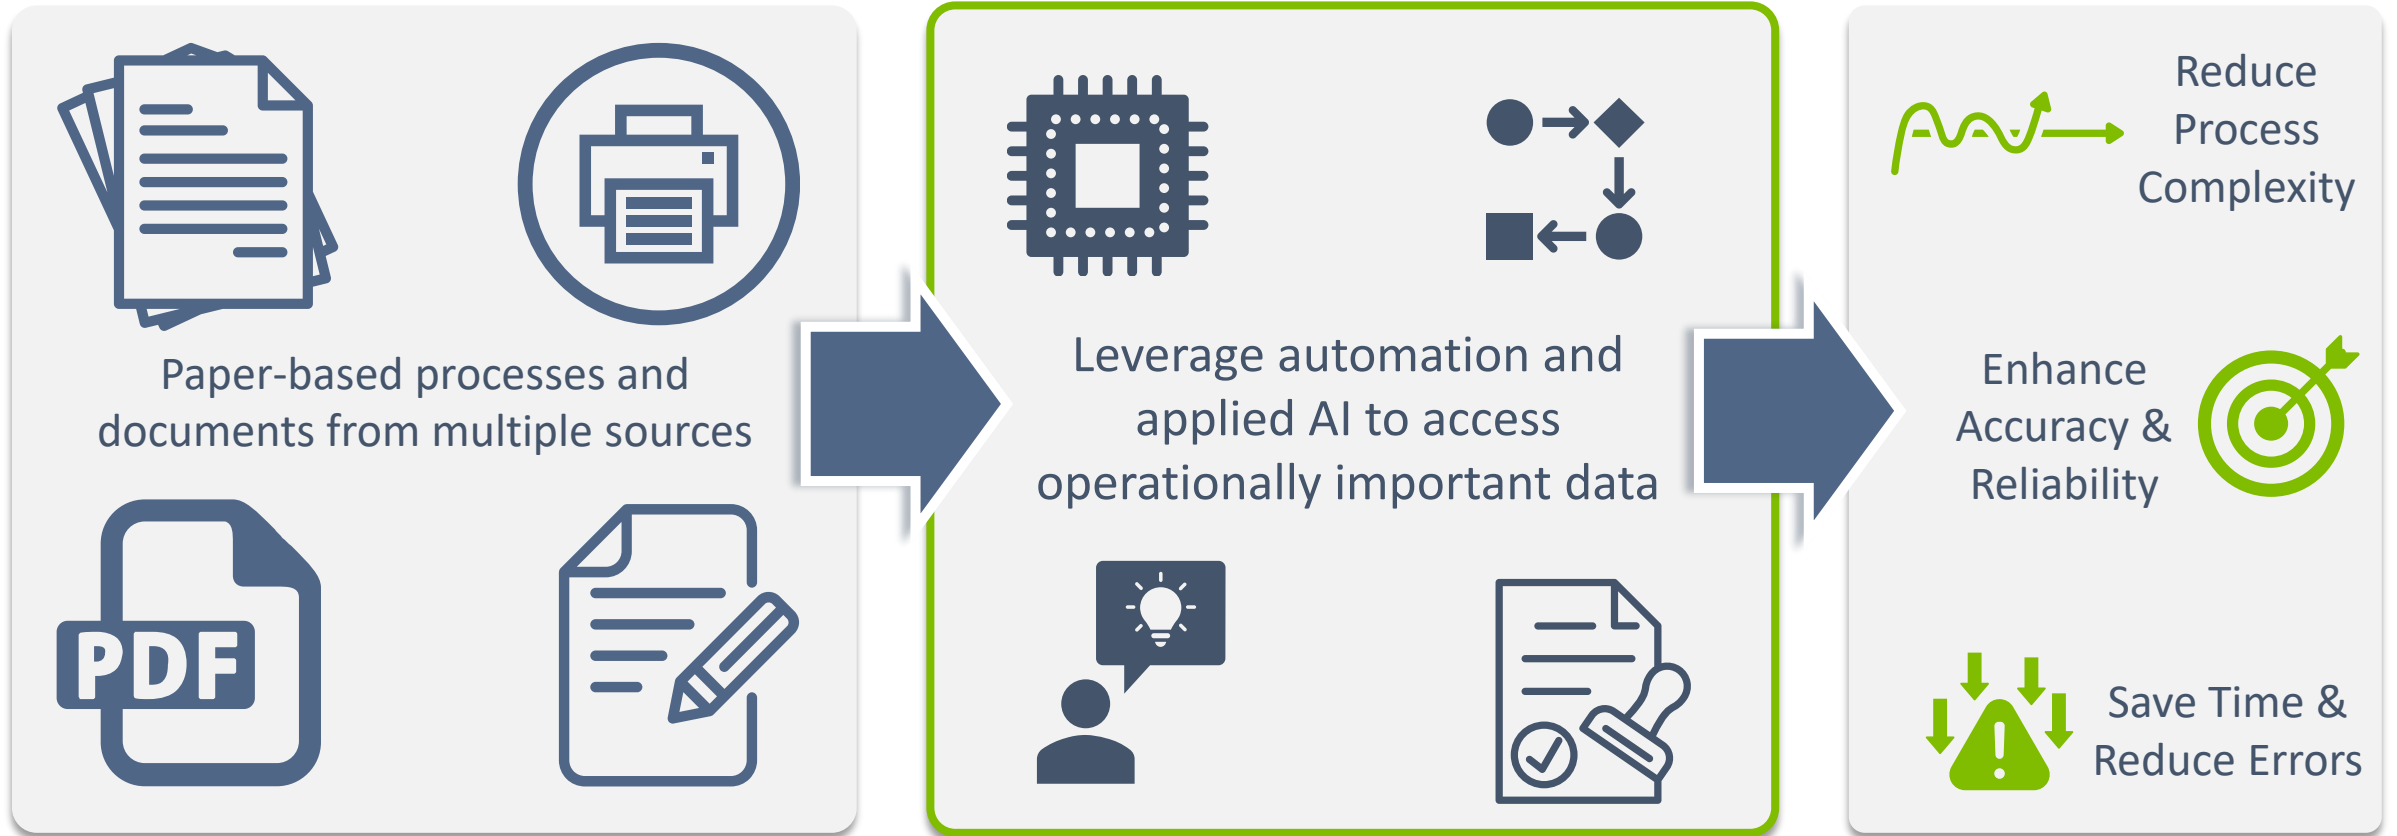 Paper-based processes and
documents from multiple sources
PDF
Leverage automation and
applied AI to access
operationally important data
Reduce
Process
Complexity
Enhance
Accuracy &
Reliability
Save Time &
Reduce Errors